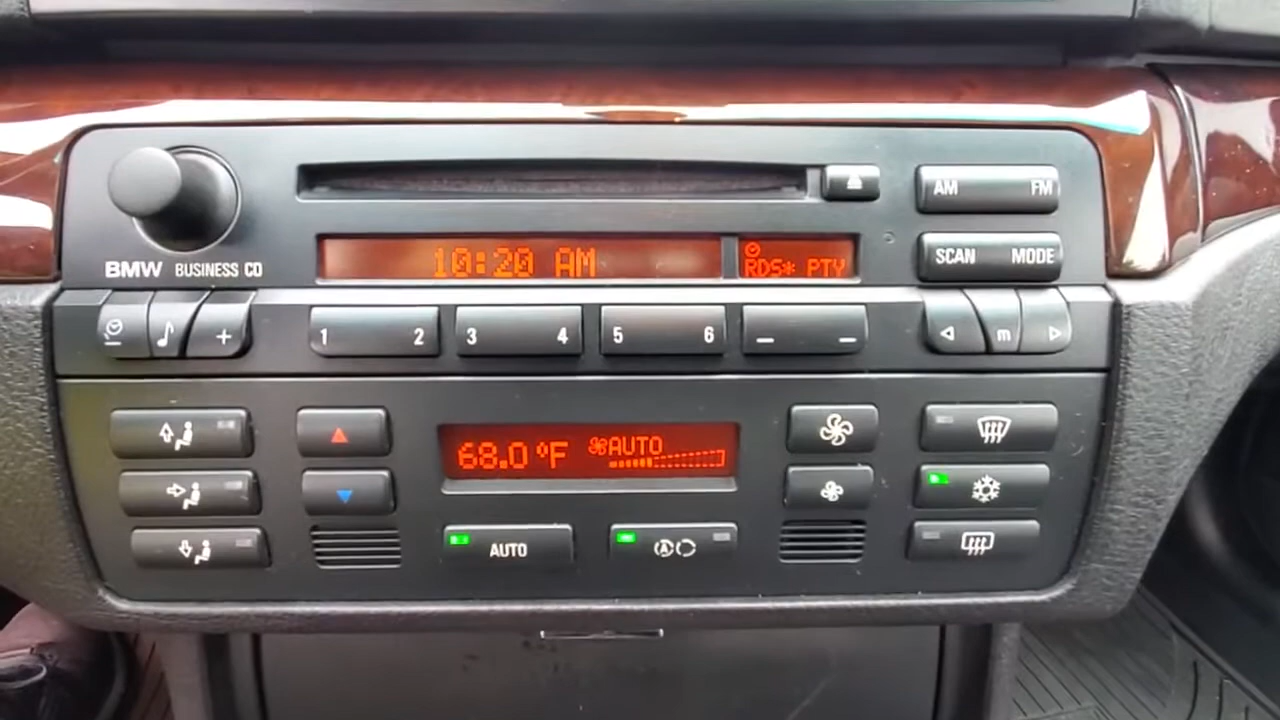 AM FM
10:20 AM
RDS* PTY
BMW BUSINESS CD
SCAN MODE
+ 1 2 3 4 5 6 — — m
68.0°F AUTO
AUTO A